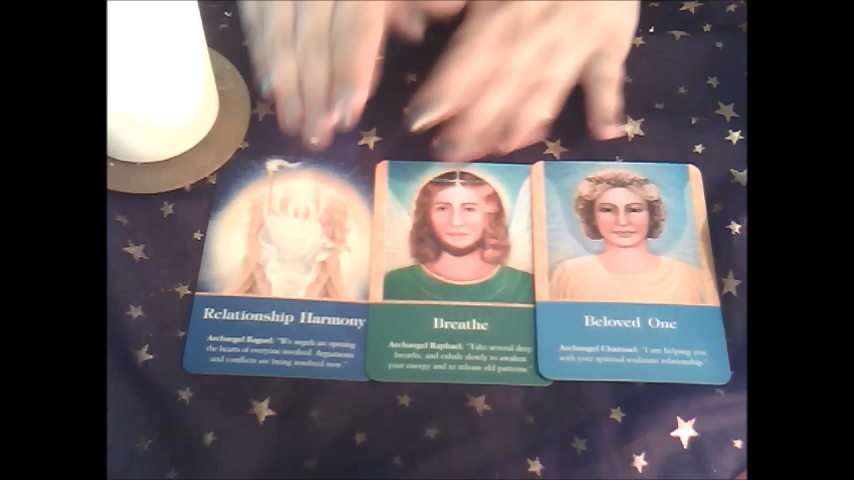 Relationship Harmony
Archangel Raguel: "We angels are opening
the hearts of everyone involved. Arguments
and conflicts are being resolved now."
Breathe
Archangel Raphael: "Take several deep
breaths, and exhale slowly to awaken
your energy and to release old patterns."
Beloved One
Archangel Chamuel: "I am helping you
with your spiritual soulmate relationship."